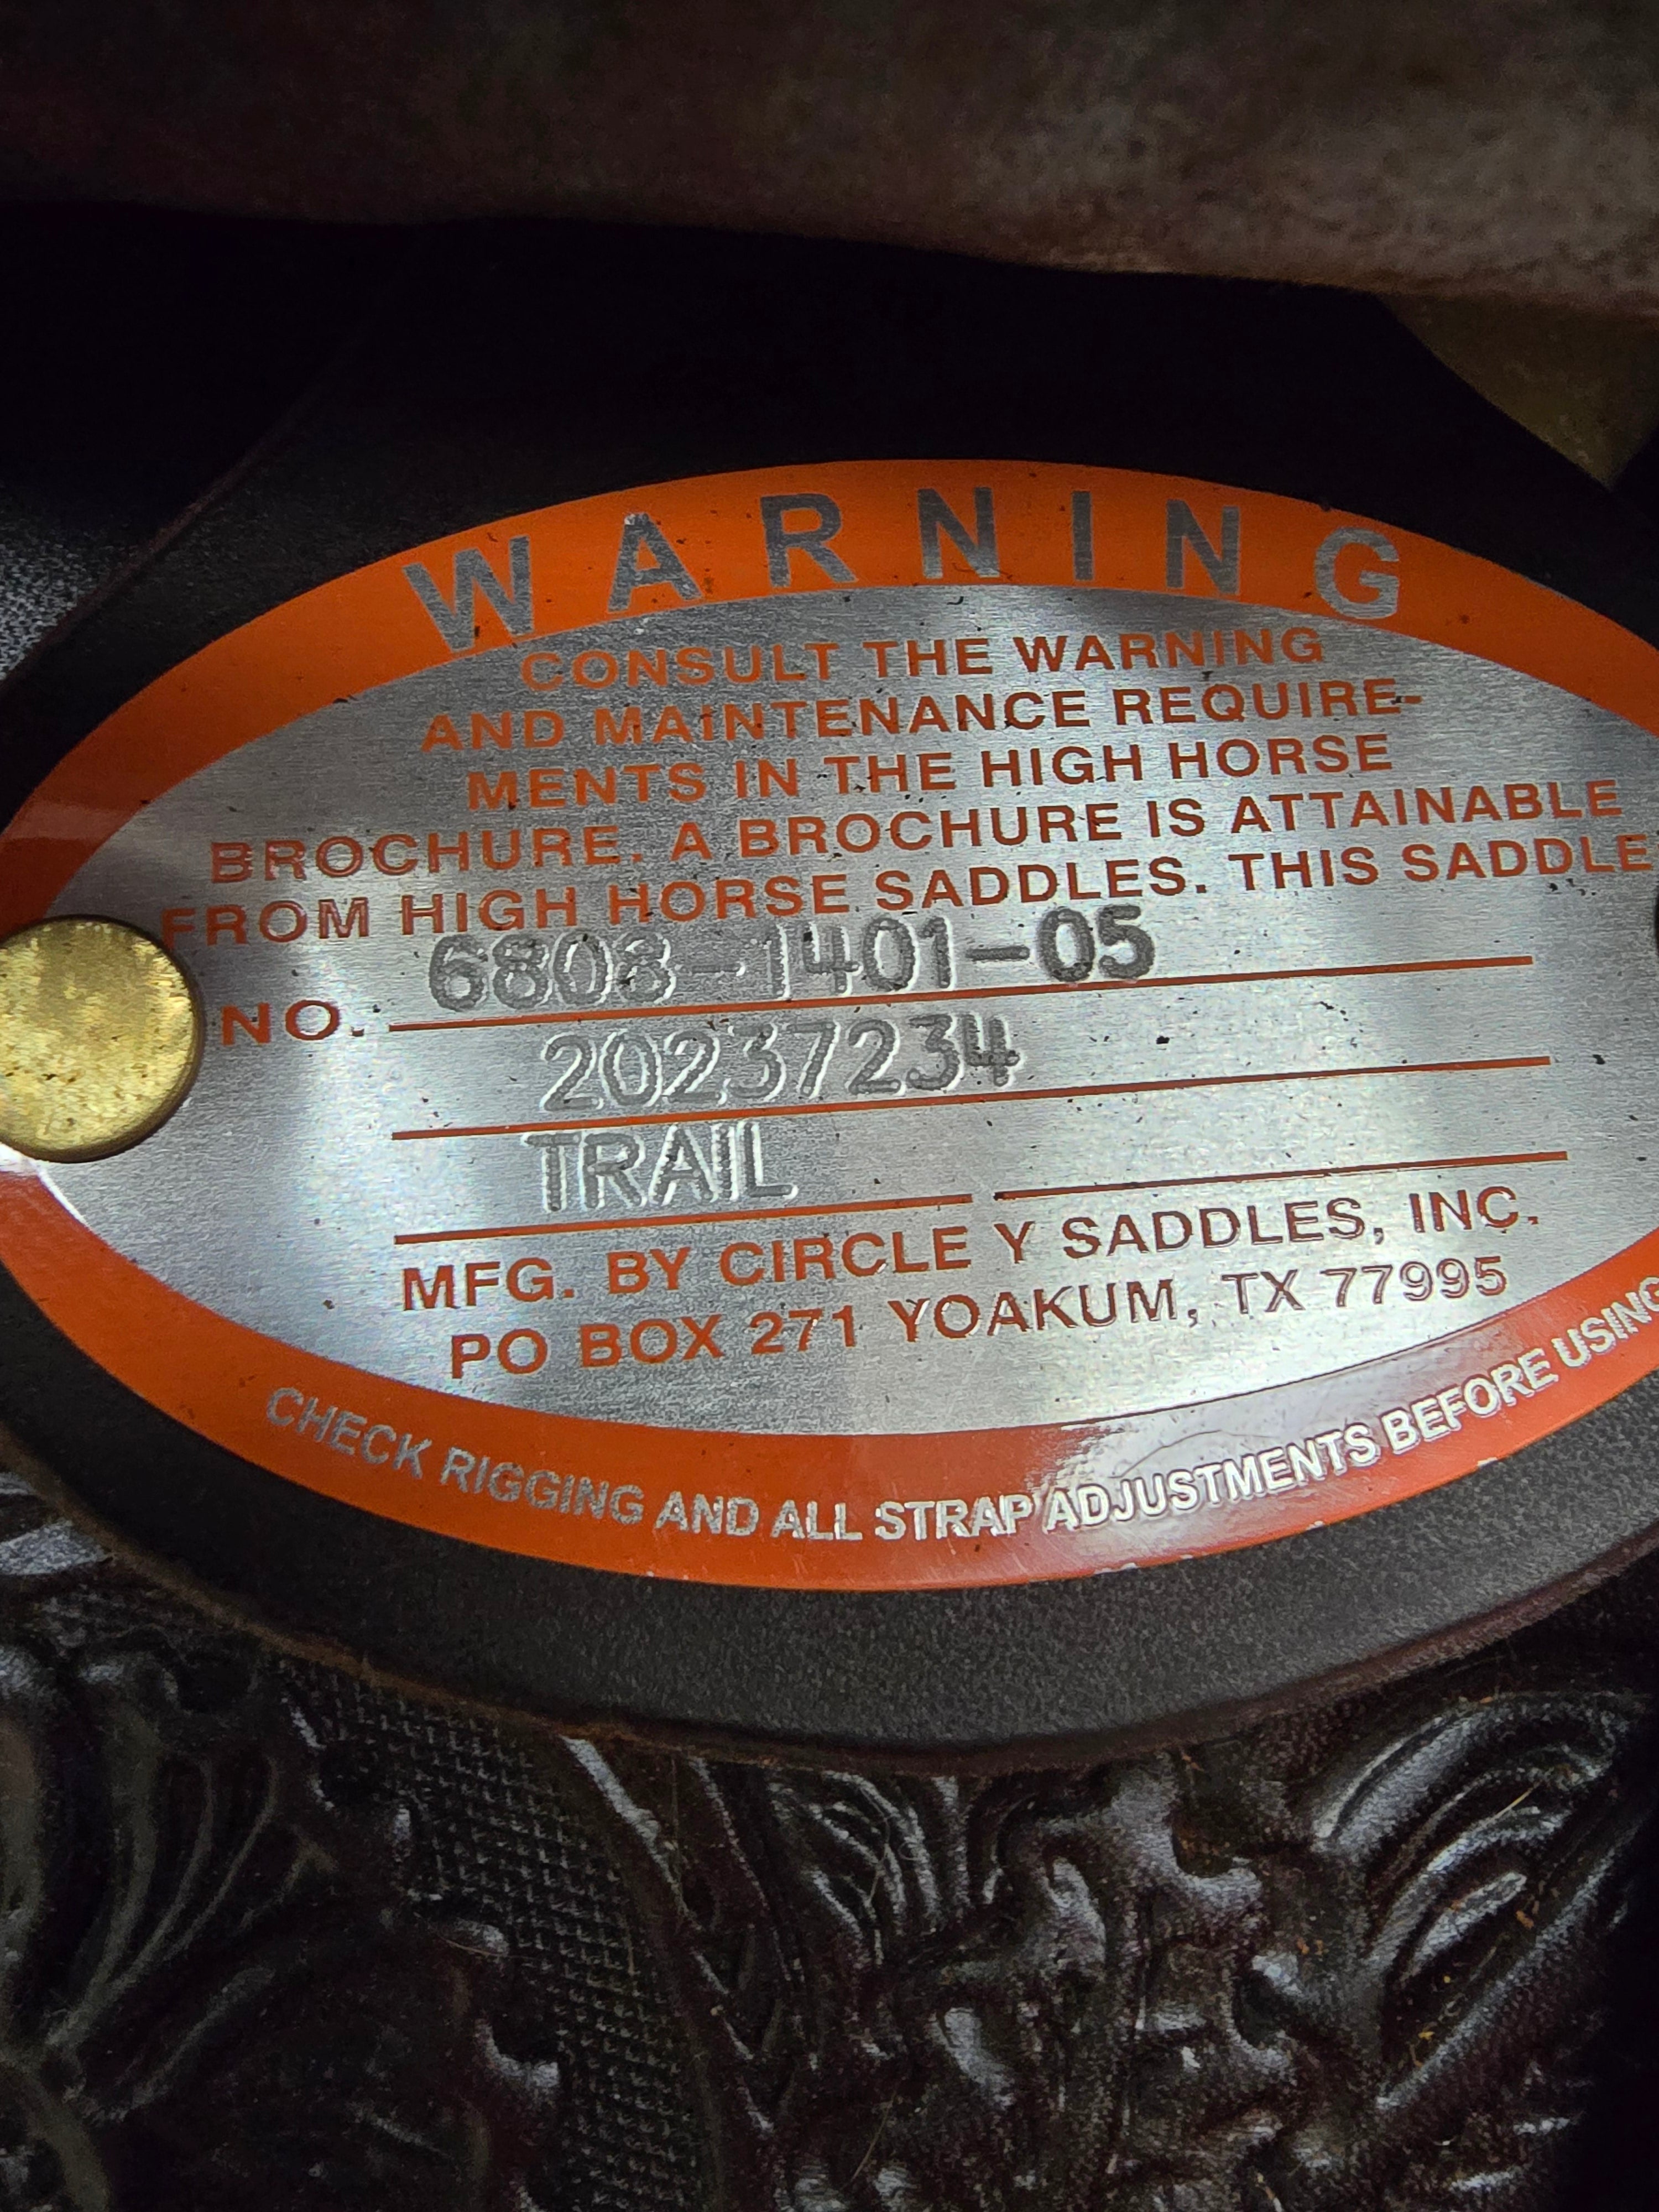 WARNING
CONSULT THE WARNING
AND MAINTENANCE REQUIRE-
MENTS IN THE HIGH HORSE
BROCHURE. A BROCHURE IS ATTAINABLE
FROM HIGH HORSE SADDLES. THIS SADDLE
NO. 6808-1401-05
20237234
TRAIL
MFG. BY CIRCLE Y SADDLES, INC.
PO BOX 271 YOAKUM, TX 77995
CHECK RIGGING AND ALL STRAP ADJUSTMENTS BEFORE USING